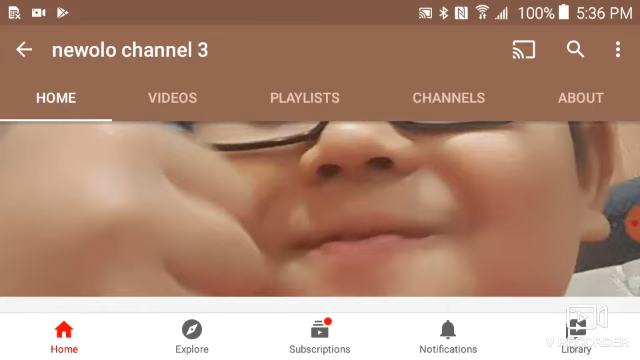 100% 5:36 PM
newolo channel 3
HOME VIDEOS PLAYLISTS CHANNELS ABOUT
Home Explore Subscriptions Notifications Library
V RECORDER